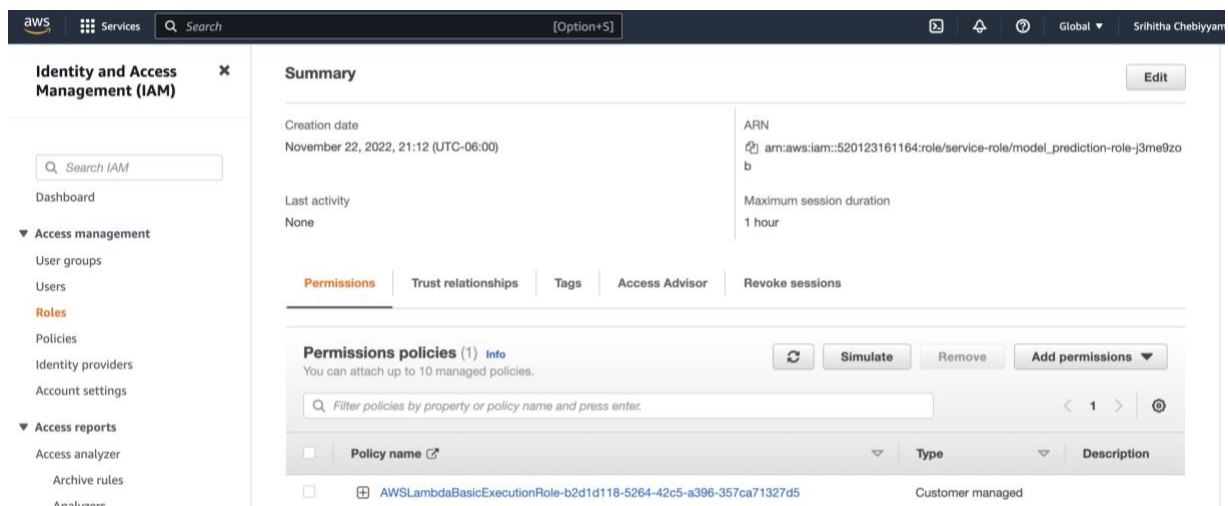 aws
Services
Search
[Option+S]
Global
Srihitha Chebiyyam
Identity and Access
Management (IAM)
Search IAM
Dashboard
Access management
User groups
Users
Roles
Policies
Identity providers
Account settings
Access reports
Access analyzer
Archive rules
Analyzers
Summary
Edit
Creation date
November 22, 2022, 21:12 (UTC-06:00)
ARN
arn:aws:iam::520123161164:role/service-role/model_prediction-role-j3me9zo
b
Last activity
None
Maximum session duration
1 hour
Permissions
Trust relationships
Tags
Access Advisor
Revoke sessions
Permissions policies (1) Info
You can attach up to 10 managed policies.
Simulate
Remove
Add permissions
Filter policies by property or policy name and press enter.
1
Policy name
Type
Description
AWSLambdaBasicExecutionRole-b2d1d118-5264-42c5-a396-357ca71327d5
Customer managed